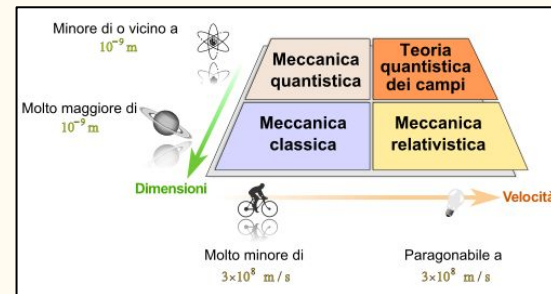 Minore di o vicino a
10⁻⁹ m
Meccanica
quantistica
Teoria
quantistica
dei campi
Molto maggiore di
10⁻⁹ m
Meccanica
classica
Meccanica
relativistica
Dimensioni
Velocità
Molto minore di
3×10⁸ m/s
Paragonabile a
3×10⁸ m/s